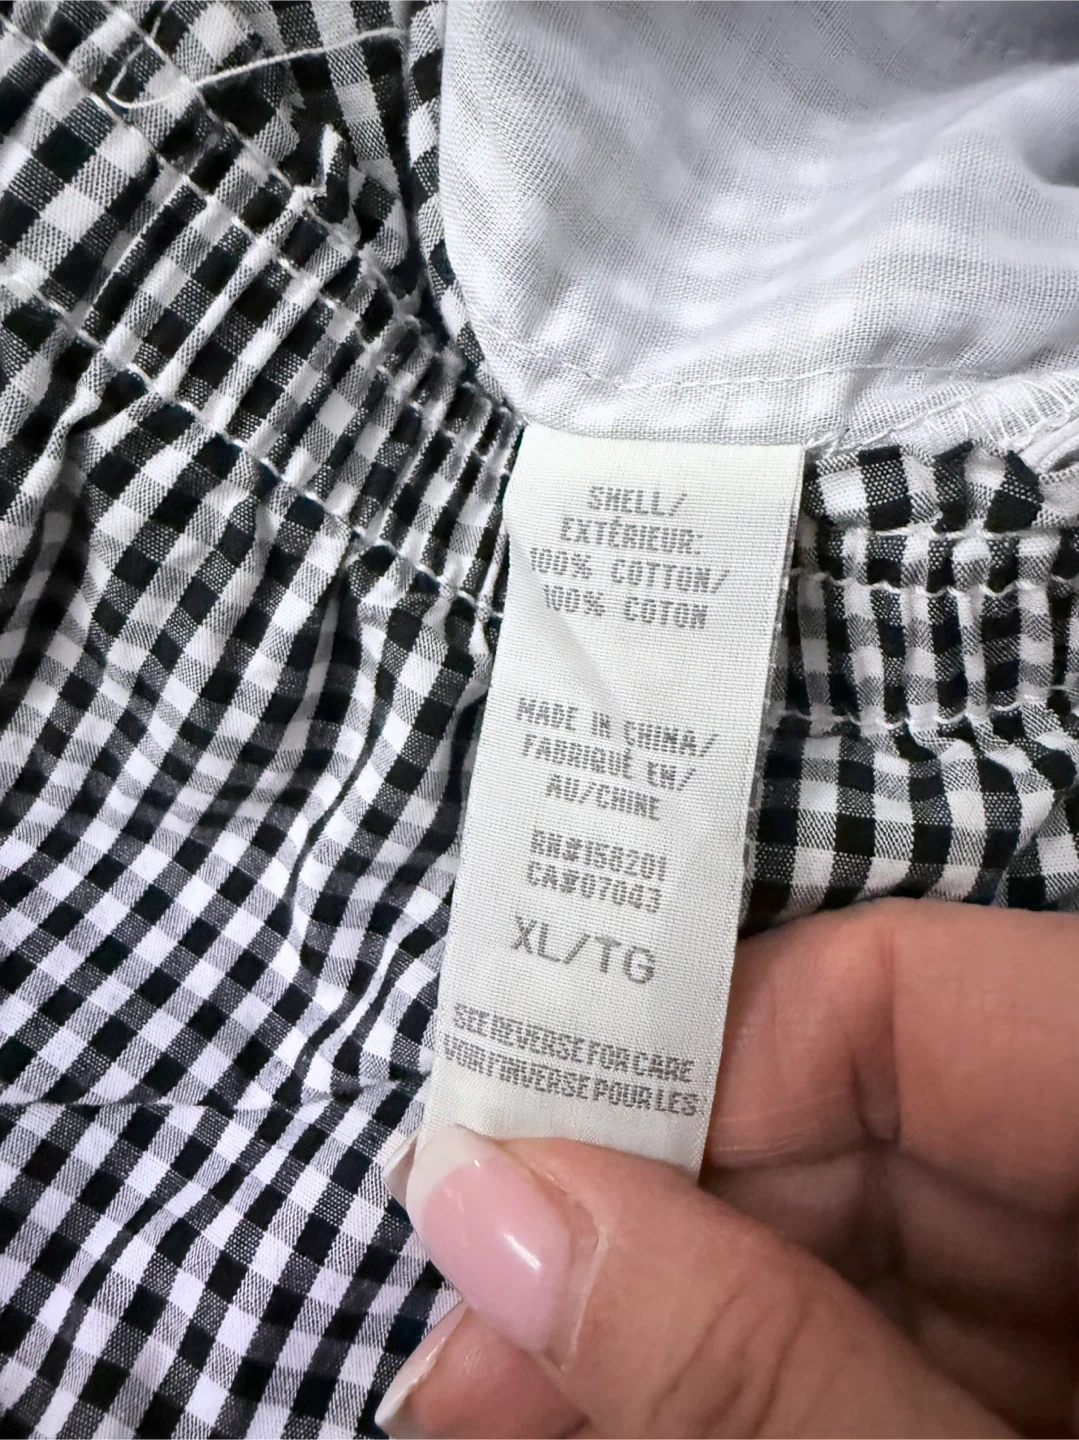 SHELL/
EXTÉRIEUR:
100% COTTON/
100% COTON
MADE IN CHINA/
FABRIQUÉ EN/
AU/CHINE
RN#158201
CA#07043
XL/TG
SEE REVERSE FOR CARE
VOIR l'INVERSE POUR LES